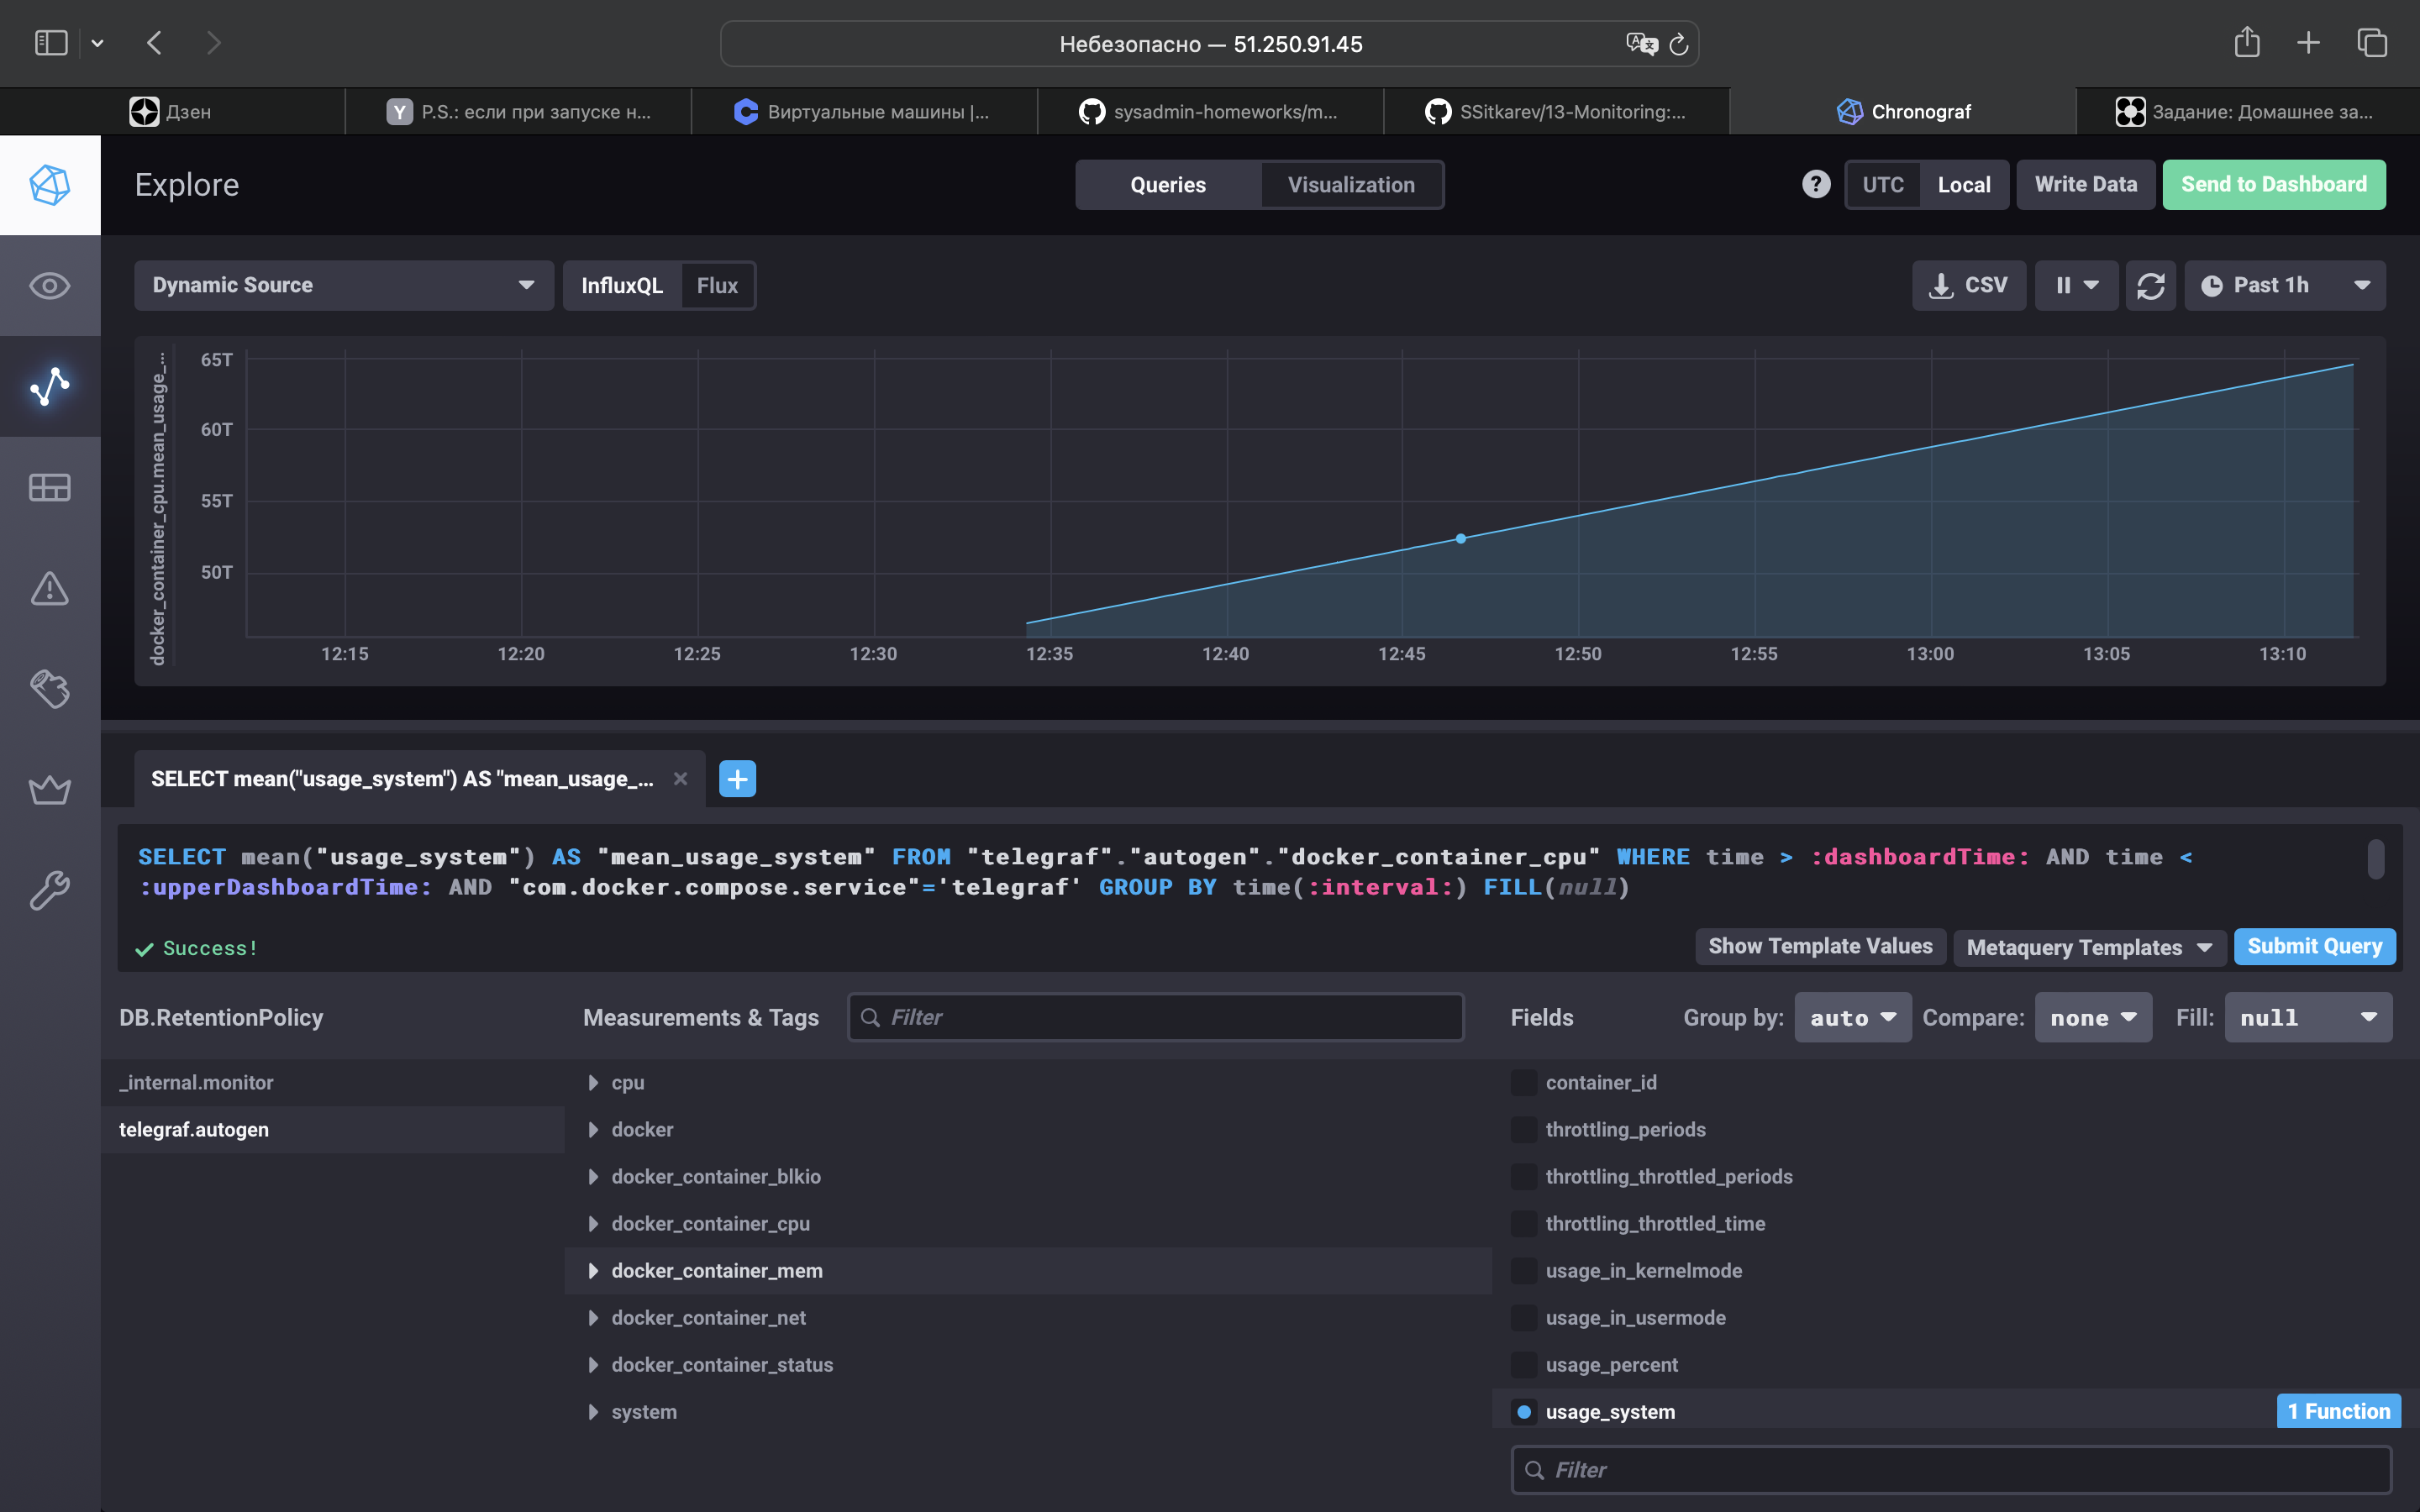 Небезопасно — 51.250.91.45
Дзен
P.S.: если при запуске н...
Виртуальные машины |...
sysadmin-homeworks/m...
SSitkarev/13-Monitoring:...
Chronograf
Задание: Домашнее за...
Explore
Queries
Visualization
?
UTC
Local
Write Data
Send to Dashboard
Dynamic Source
InfluxQL
Flux
CSV
Past 1h
docker_container_cpu.mean_usage_...
65T
60T
55T
50T
12:15
12:20
12:25
12:30
12:35
12:40
12:45
12:50
12:55
13:00
13:05
13:10
SELECT mean("usage_system") AS "mean_usage_...
SELECT mean("usage_system") AS "mean_usage_system" FROM "telegraf"."autogen"."docker_container_cpu" WHERE time > :dashboardTime: AND time <
:upperDashboardTime: AND "com.docker.compose.service"='telegraf' GROUP BY time(:interval:) FILL(null)
Success!
Show Template Values
Metaquery Templates
Submit Query
DB.RetentionPolicy
_internal.monitor
telegraf.autogen
Measurements & Tags
Filter
cpu
docker
docker_container_blkio
docker_container_cpu
docker_container_mem
docker_container_net
docker_container_status
system
Fields
Group by: auto
Compare: none
Fill: null
container_id
throttling_periods
throttling_throttled_periods
throttling_throttled_time
usage_in_kernelmode
usage_in_usermode
usage_percent
usage_system
1 Function
Filter